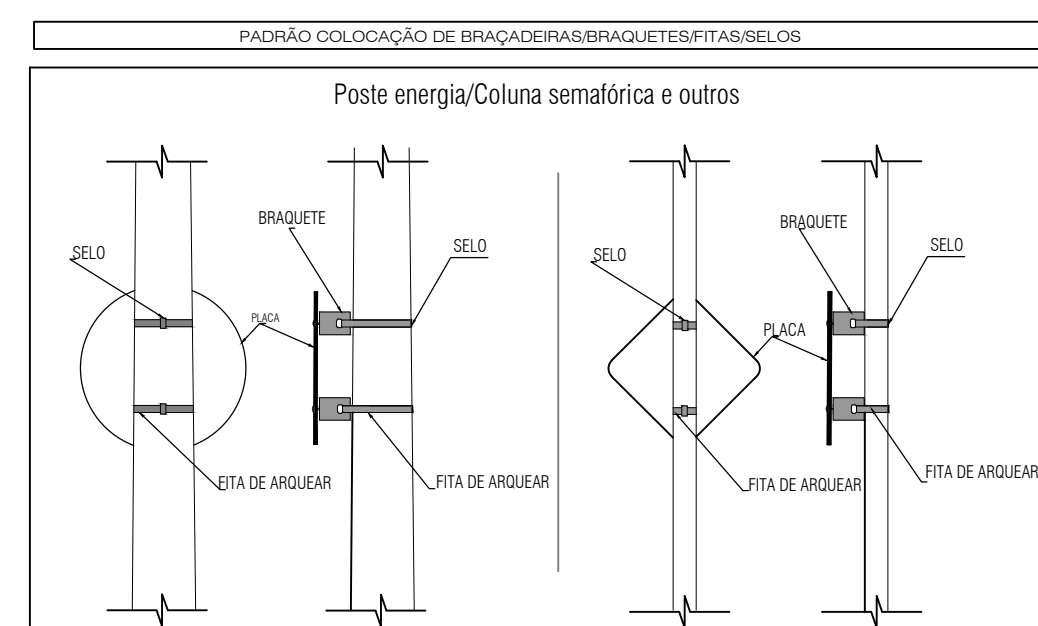 PADRÃO COLOCAÇÃO DE BRAÇADEIRAS/BRAQUETES/FITAS/SELOS
Poste energia/Coluna semafórica e outros
SELO
BRAQUETE
SELO
PLACA
FITA DE ARQUEAR
FITA DE ARQUEAR
SELO
BRAQUETE
SELO
PLACA
FITA DE ARQUEAR
FITA DE ARQUEAR